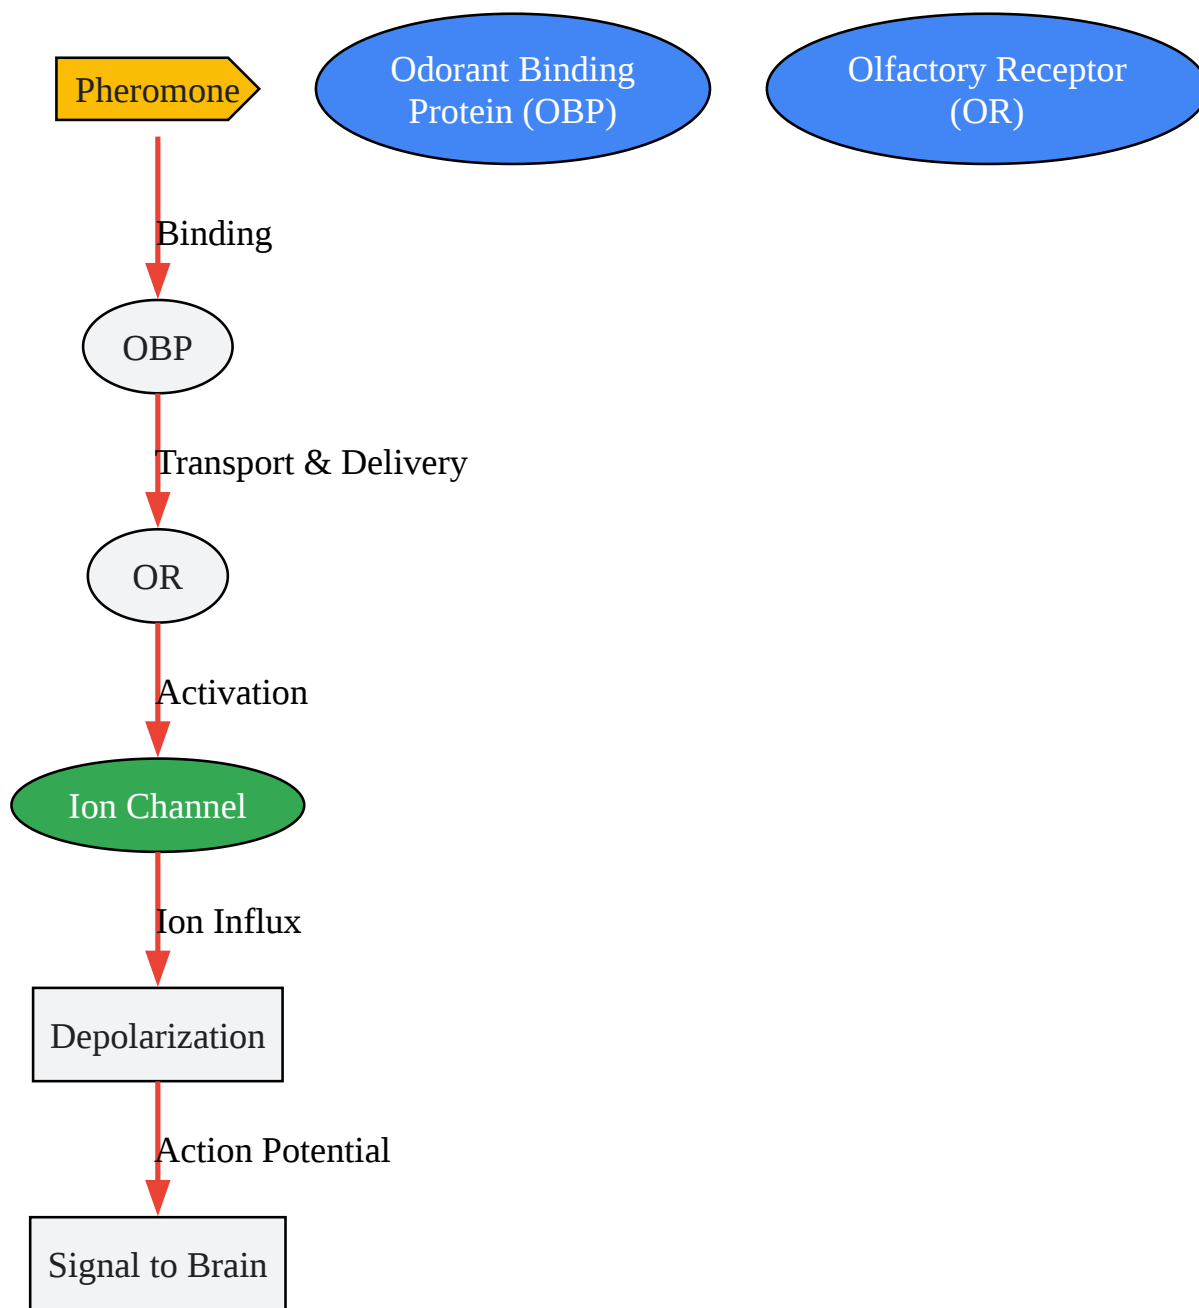 Pheromone
Odorant Binding
Protein (OBP)
Olfactory Receptor
(OR)
Binding
OBP
Transport & Delivery
OR
Activation
Ion Channel
Ion Influx
Depolarization
Action Potential
Signal to Brain